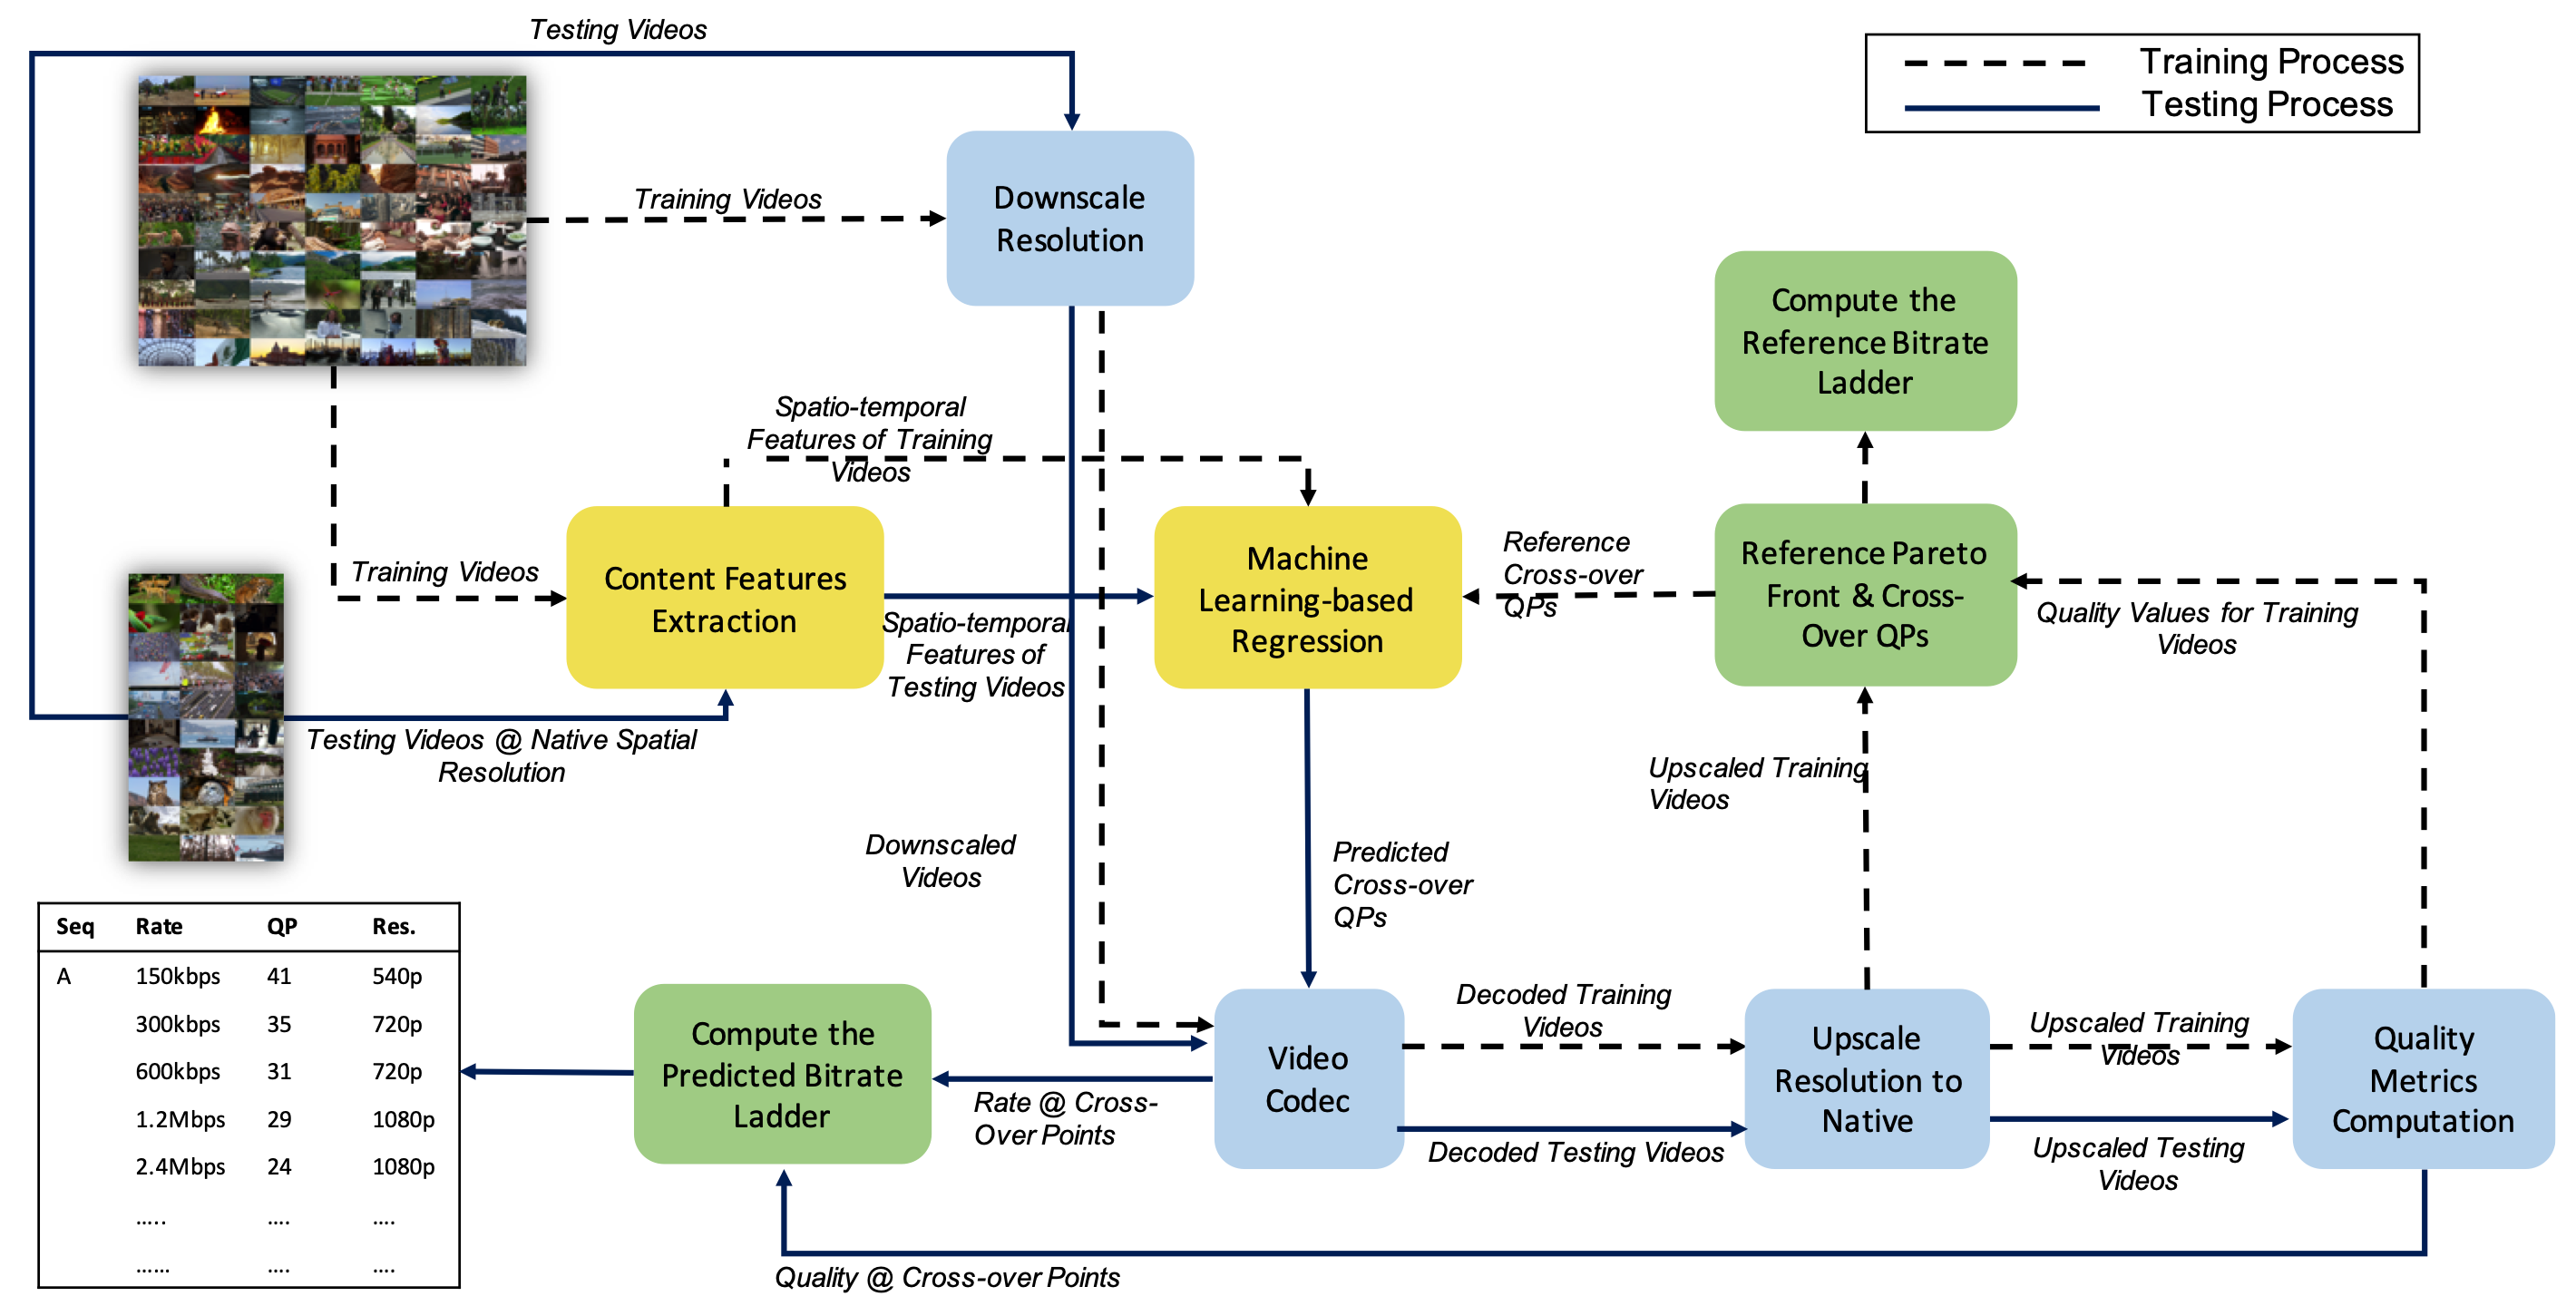 Testing Videos
Training Process
Testing Process
Training Videos
Downscale
Resolution
Compute the
Reference Bitrate
Ladder
Spatio-temporal
Features of Training
Videos
Training Videos
Content Features
Extraction
Machine
Learning-based
Regression
Reference
Cross-over
QPs
Reference Pareto
Front & Cross-
Over QPs
Quality Values for Training
Videos
Spatio-temporal
Features of
Testing Videos
Testing Videos @ Native Spatial
Resolution
Upscaled Training
Videos
Downscaled
Videos
Predicted
Cross-over
QPs
Seq Rate QP Res.
A 150kbps 41 540p
300kbps 35 720p
600kbps 31 720p
1.2Mbps 29 1080p
2.4Mbps 24 1080p
..... .... ....
...... .... ....
Compute the
Predicted Bitrate
Ladder
Rate @ Cross-
Over Points
Video
Codec
Decoded Training
Videos
Decoded Testing Videos
Upscale
Resolution to
Native
Upscaled Training
Videos
Upscaled Testing
Videos
Quality
Metrics
Computation
Quality @ Cross-over Points